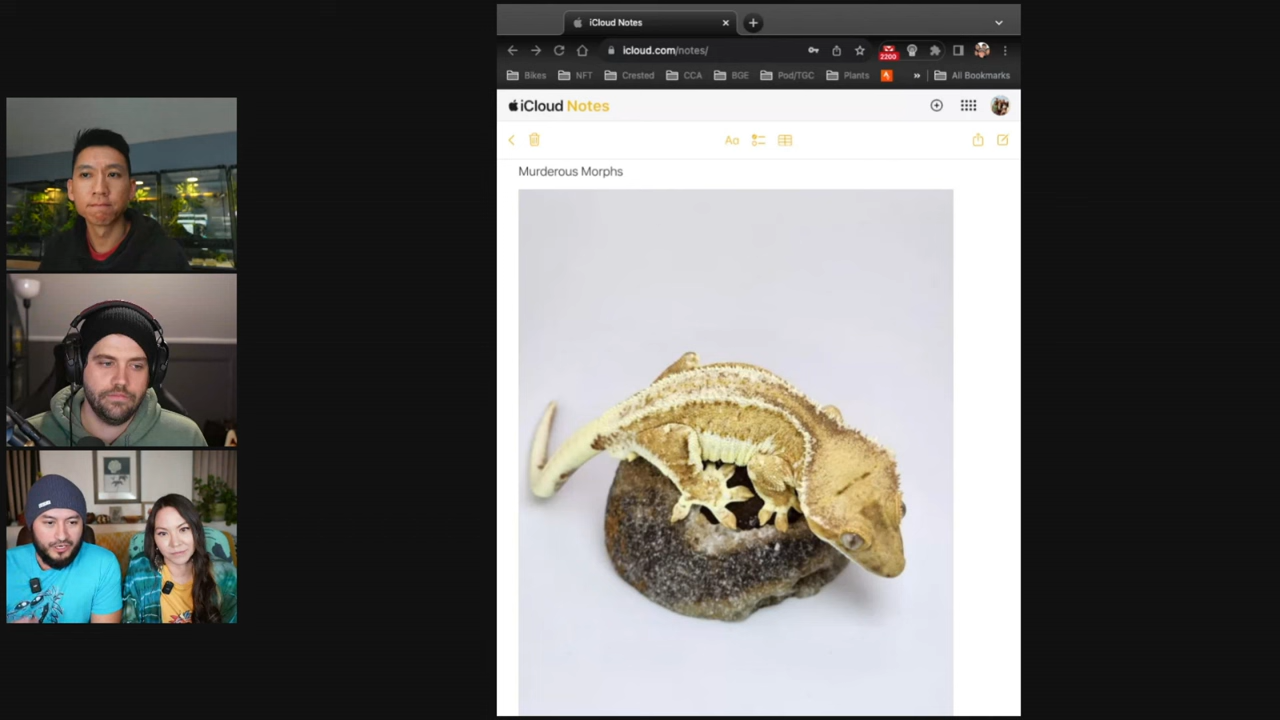 iCloud Notes
icloud.com/notes/
2200
Bikes NFT Crested CCA BGE Pod/TGC Plants » All Bookmarks
iCloud Notes
Aa
Murderous Morphs